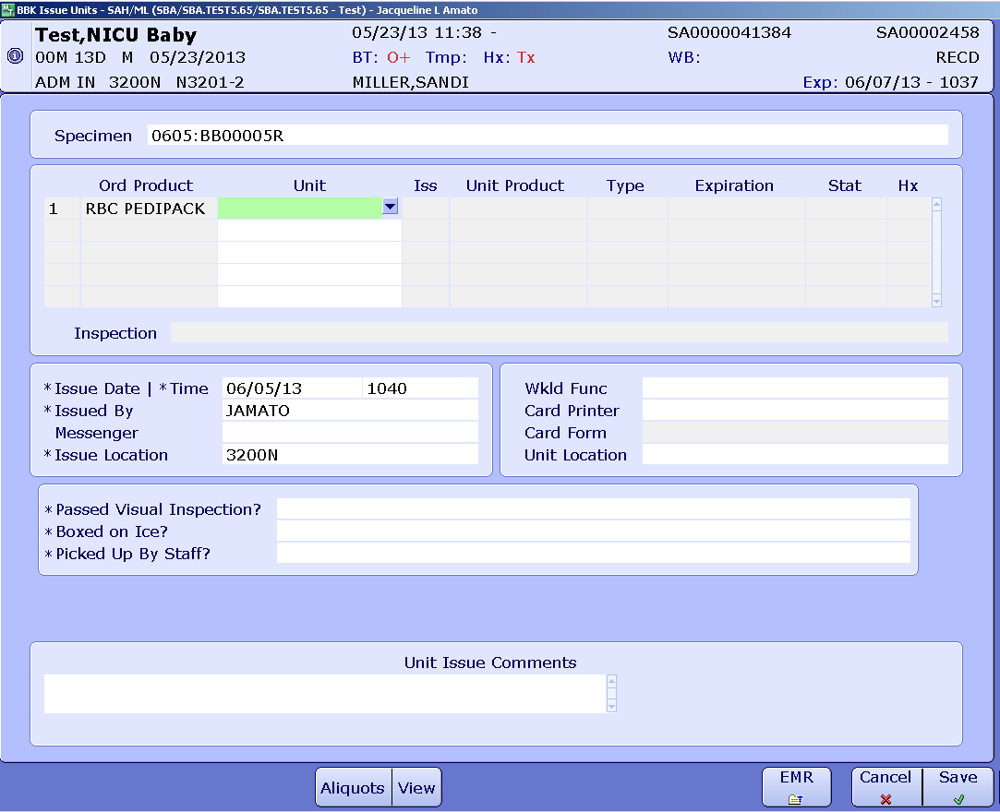 BBK Issue Units - SAH/ML (SBA/SBA.TEST5.65/SBA.TEST5.65 - Test) - Jacqueline L Amato
Test,NICU Baby 05/23/13 11:38 - SA0000041384 SA00002458
00M 13D M 05/23/2013 BT: O+ Tmp: Hx: Tx WB: RECD
ADM IN 3200N N3201-2 MILLER,SANDI Exp: 06/07/13 - 1037
Specimen 0605:BB00005R
Ord Product Unit Iss Unit Product Type Expiration Stat Hx
1 RBC PEDIPACK
Inspection
*Issue Date | *Time 06/05/13 1040
*Issued By JAMATO
Messenger
*Issue Location 3200N
Wkld Func
Card Printer
Card Form
Unit Location
*Passed Visual Inspection?
*Boxed on Ice?
*Picked Up By Staff?
Unit Issue Comments
Aliquots View EMR Cancel Save